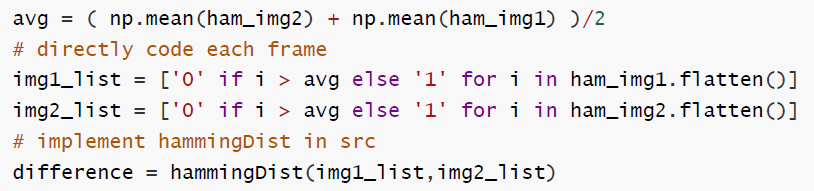 avg = ( np.mean(ham_img2) + np.mean(ham_img1) )/2
# directly code each frame
img1_list = ['0' if i > avg else '1' for i in ham_img1.flatten()]
img2_list = ['0' if i > avg else '1' for i in ham_img2.flatten()]
# implement hammingDist in src
difference = hammingDist(img1_list,img2_list)